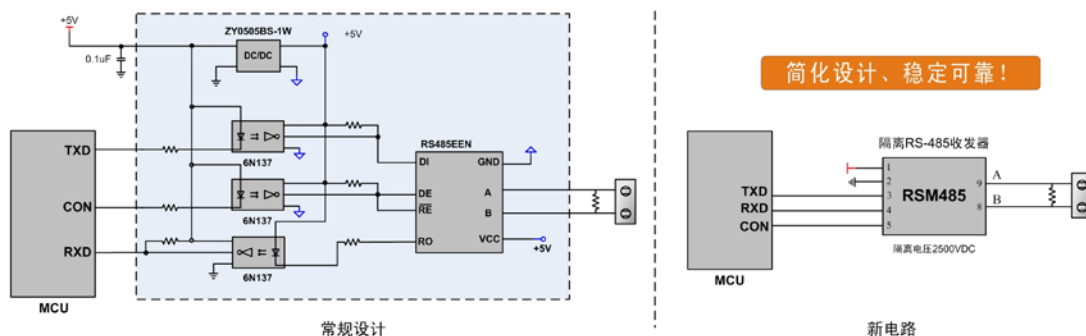 +5V
0.1uF
ZY0505BS-1W
DC/DC
+5V
MCU
TXD
CON
RXD
6N137
6N137
6N137
RS485EEN
DI
DE
RE
RO
GND
A
B
VCC
+5V
常规设计
简化设计、稳定可靠！
MCU
TXD
RXD
CON
隔离RS-485收发器
RSM485
1
2
3
4
5
9
8
A
B
隔离电压2500VDC
新电路